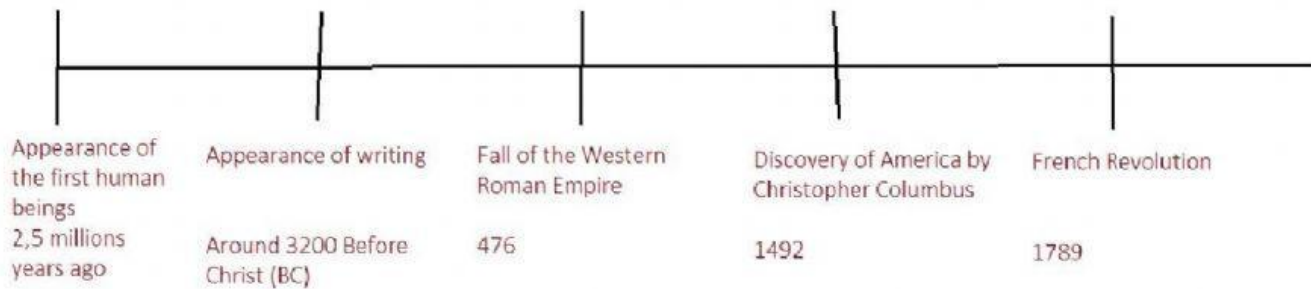 Appearance of
the first human
beings
2,5 millions
years ago
Appearance of writing
Around 3200 Before
Christ (BC)
Fall of the Western
Roman Empire
476
Discovery of America by
Christopher Columbus
1492
French Revolution
1789